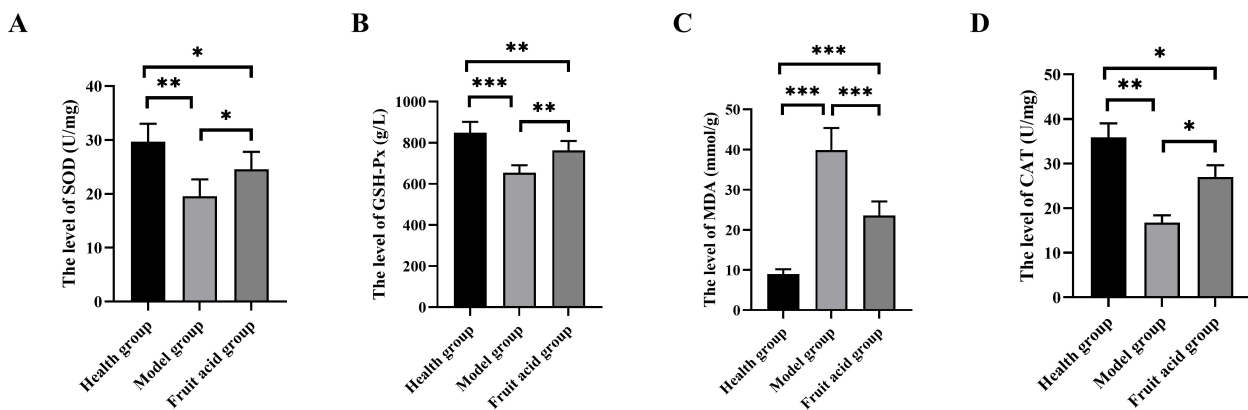 A
The level of SOD (U/mg)
40
30
20
10
0
*
**
*
Health group
Model group
Fruit acid group
B
The level of GSH-Px (g/L)
1000
800
600
400
200
0
**
***
**
Health group
Model group
Fruit acid group
C
The level of MDA (mmol/g)
50
40
30
20
10
0
***
***
***
Health group
Model group
Fruit acid group
D
The level of CAT (U/mg)
50
40
30
20
10
0
*
**
*
Health group
Model group
Fruit acid group